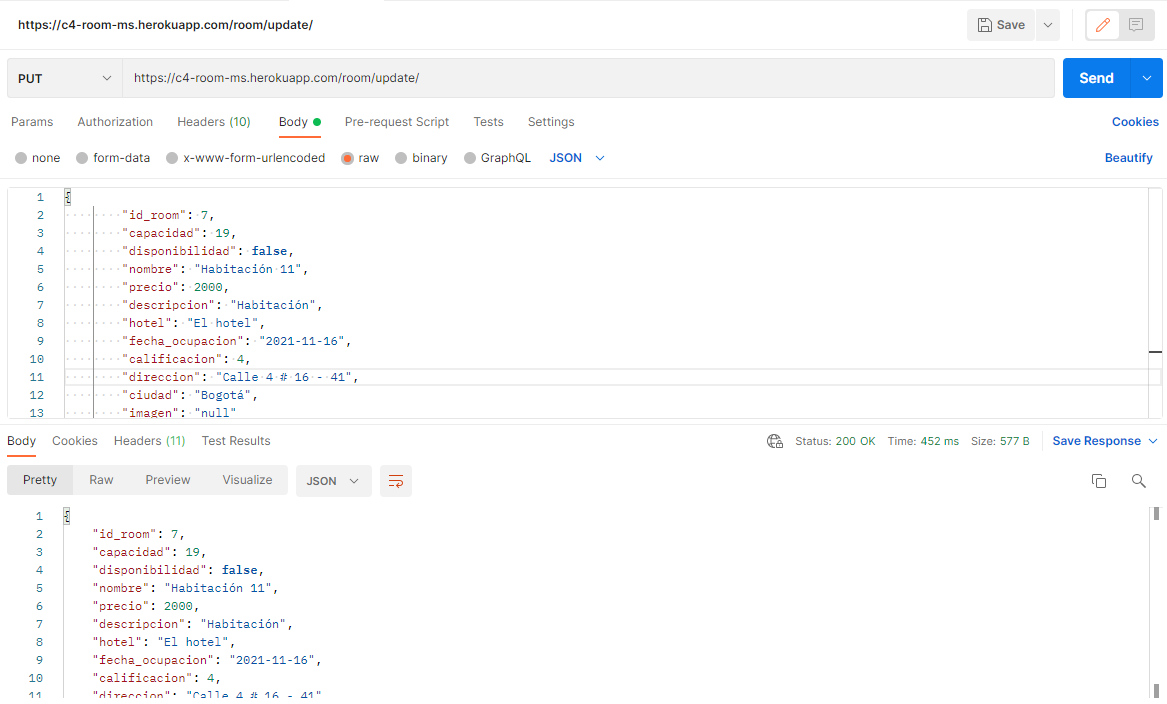 https://c4-room-ms.herokuapp.com/room/update/
Save
PUT
https://c4-room-ms.herokuapp.com/room/update/
Send
Params Authorization Headers (10) Body Pre-request Script Tests Settings Cookies
none form-data x-www-form-urlencoded raw binary GraphQL JSON Beautify
1 {
2 "id_room": 7,
3 "capacidad": 19,
4 "disponibilidad": false,
5 "nombre": "Habitación 11",
6 "precio": 2000,
7 "descripcion": "Habitación",
8 "hotel": "El hotel",
9 "fecha_ocupacion": "2021-11-16",
10 "calificacion": 4,
11 "direccion": "Calle 4 # 16 - 41",
12 "ciudad": "Bogotá",
13 "imagen": "null"
Body Cookies Headers (11) Test Results Status: 200 OK Time: 452 ms Size: 577 B Save Response
Pretty Raw Preview Visualize JSON
1 {
2 "id_room": 7,
3 "capacidad": 19,
4 "disponibilidad": false,
5 "nombre": "Habitación 11",
6 "precio": 2000,
7 "descripcion": "Habitación",
8 "hotel": "El hotel",
9 "fecha_ocupacion": "2021-11-16",
10 "calificacion": 4,
11 "direccion": "Calle 4 # 16 - 41"